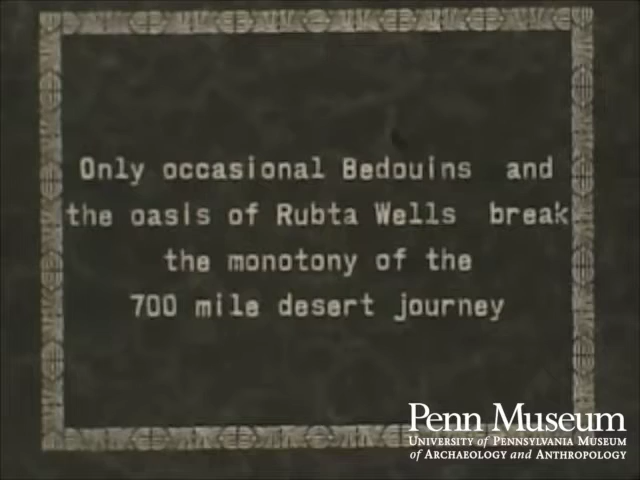 Only occasional Bedouins and
the oasis of Rubta Wells break
the monotony of the
700 mile desert journey
Penn Museum
University of Pennsylvania Museum
of Archaeology and Anthropology